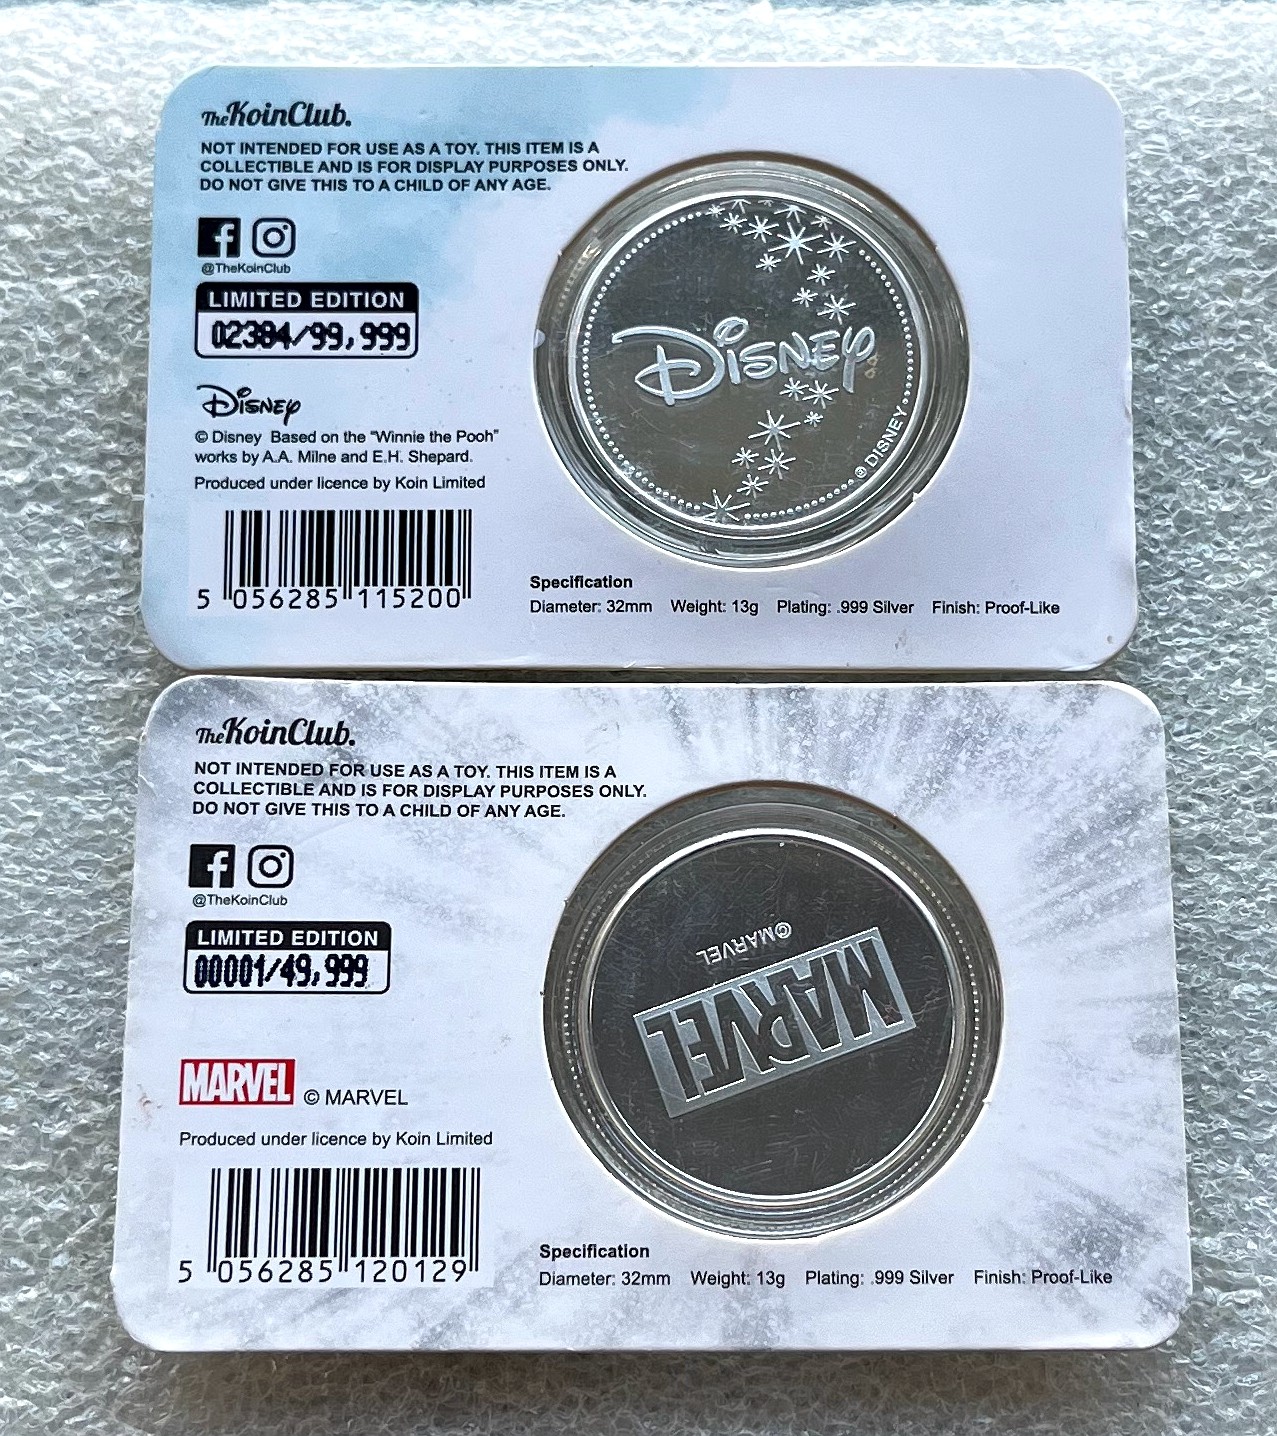 TheKoinClub.
NOT INTENDED FOR USE AS A TOY. THIS ITEM IS A
COLLECTIBLE AND IS FOR DISPLAY PURPOSES ONLY.
DO NOT GIVE THIS TO A CHILD OF ANY AGE.
@TheKoinClub
LIMITED EDITION
02384/99,999
Disney
© Disney Based on the "Winnie the Pooh"
works by A.A. Milne and E.H. Shepard.
Produced under licence by Koin Limited
5 056285 115200
Disney
© DISNEY
Specification
Diameter: 32mm Weight: 13g Plating: .999 Silver Finish: Proof-Like
TheKoinClub.
NOT INTENDED FOR USE AS A TOY. THIS ITEM IS A
COLLECTIBLE AND IS FOR DISPLAY PURPOSES ONLY.
DO NOT GIVE THIS TO A CHILD OF ANY AGE.
@TheKoinClub
LIMITED EDITION
00001/49,999
MARVEL © MARVEL
Produced under licence by Koin Limited
5 056285 120129
MARVEL
©MARVEL
Specification
Diameter: 32mm Weight: 13g Plating: .999 Silver Finish: Proof-Like